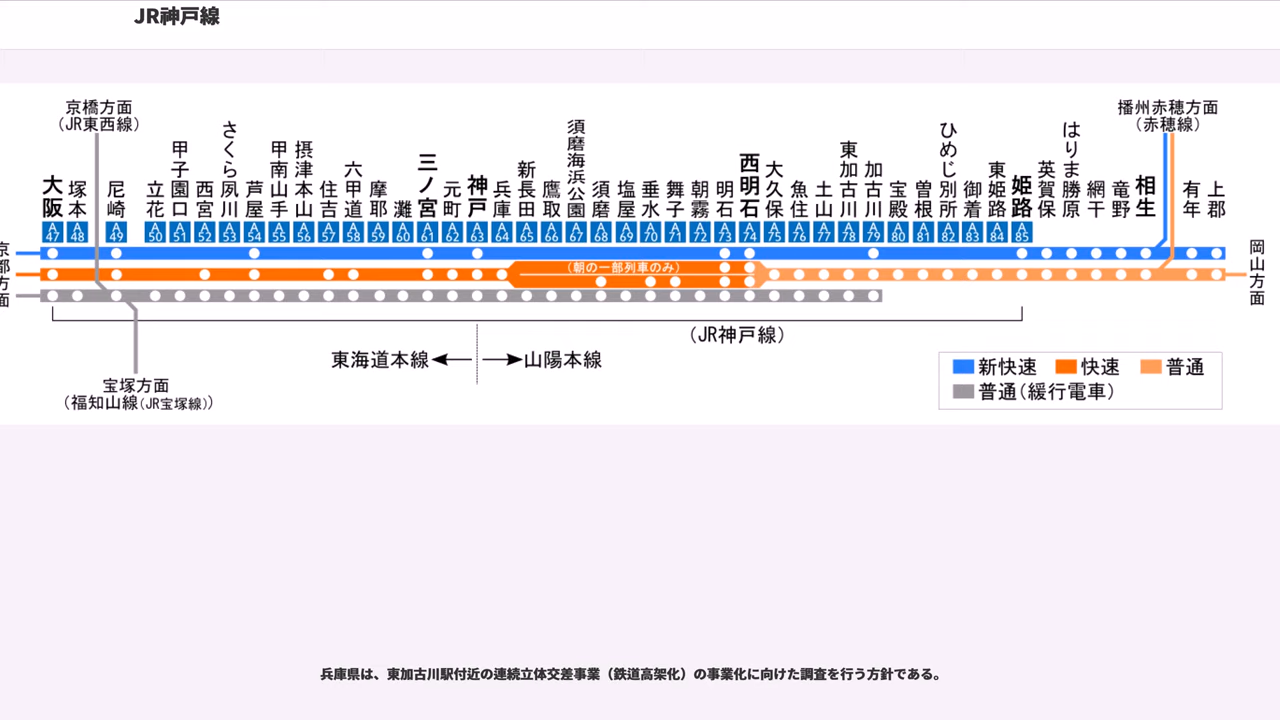 JR神戸線
京橋方面
（JR東西線）
播州赤穂方面
（赤穂線）
大阪
塚本
尼崎
立花
甲子園口
西宮
さくら夙川
芦屋
甲南山手
摂津本山
住吉
六甲道
摩耶
灘
三ノ宮
元町
神戸
兵庫
新長田
鷹取
須磨海浜公園
須磨
塩屋
垂水
舞子
朝霧
明石
西明石
大久保
魚住
土山
東加古川
加古川
宝殿
曽根
ひめじ別所
御着
東姫路
姫路
英賀保
はりま勝原
網干
竜野
相生
有年
上郡
A47 A48 A49 A50 A51 A52 A53 A54 A55 A56 A57 A58 A59 A60 A61 A62 A63 A64 A65 A66 A67 A68 A69 A70 A71 A72 A73 A74 A75 A76 A77 A78 A79 A80 A81 A82 A83 A84 A85
京都方面
（朝の一部列車のみ）
岡山方面
（JR神戸線）
東海道本線
山陽本線
宝塚方面
（福知山線（JR宝塚線））
新快速 快速 普通
普通（緩行電車）
兵庫県は、東加古川駅付近の連続立体交差事業（鉄道高架化）の事業化に向けた調査を行う方針である。